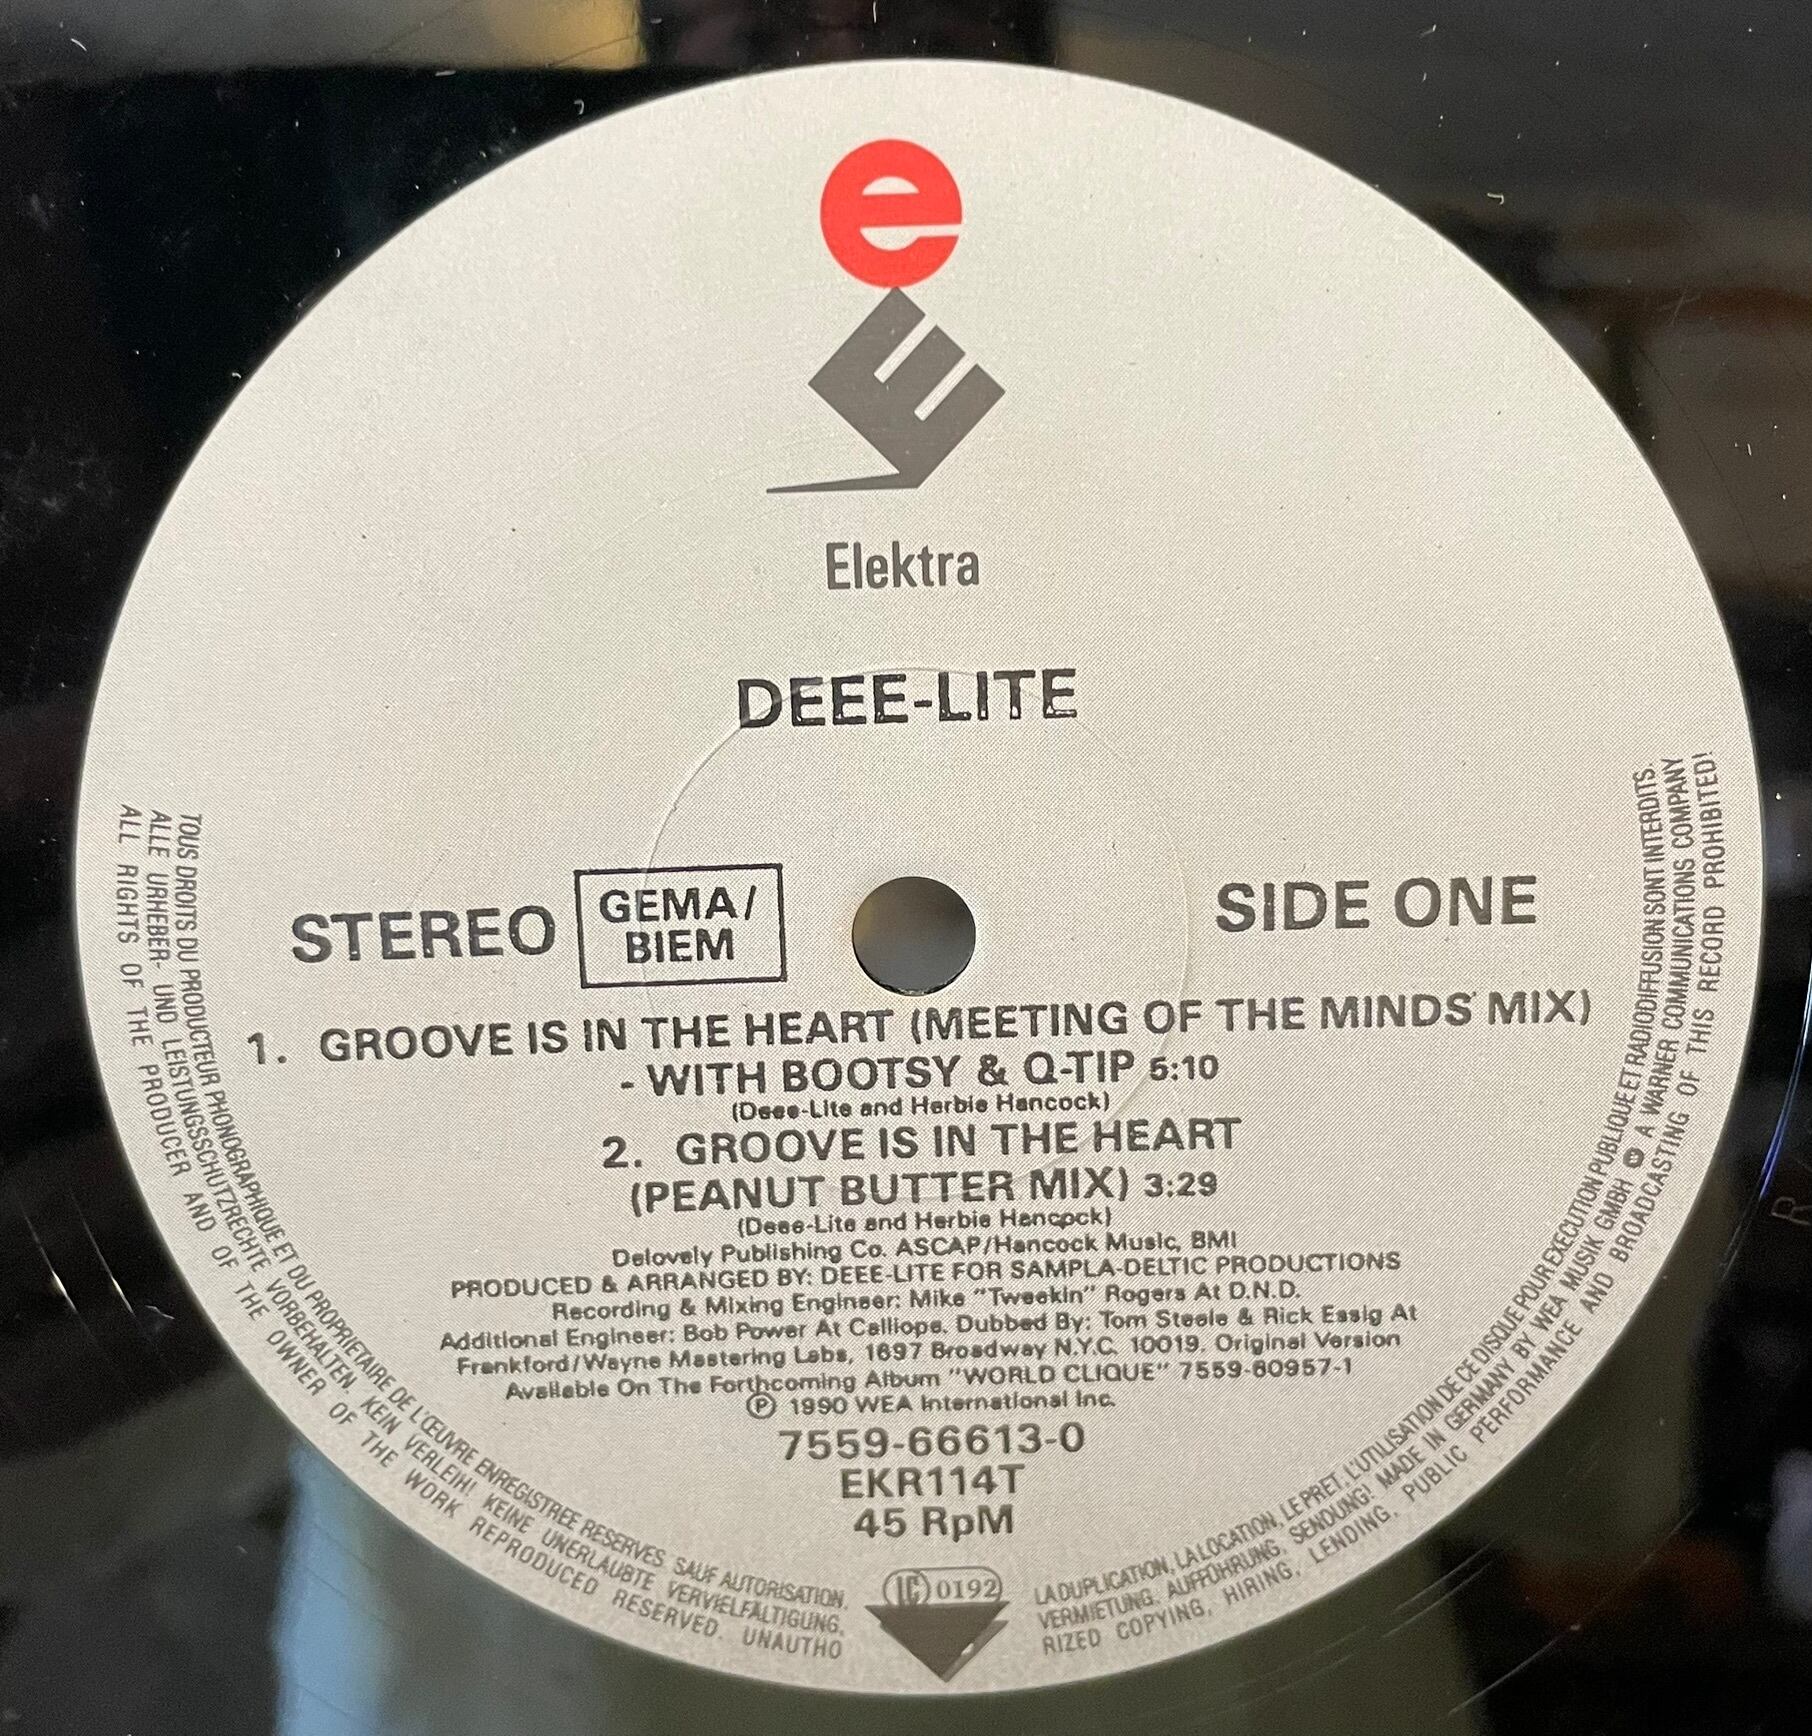 e
E
Elektra
DEEE-LITE
STEREO
GEMA/
BIEM
SIDE ONE
1. GROOVE IS IN THE HEART (MEETING OF THE MINDS MIX)
- WITH BOOTSY & Q-TIP 5:10
(Deee-Lite and Herbie Hancock)
2. GROOVE IS IN THE HEART
(PEANUT BUTTER MIX) 3:29
(Deee-Lite and Herbie Hancock)
Delovely Publishing Co. ASCAP/Hancock Music, BMI
PRODUCED & ARRANGED BY: DEEE-LITE FOR SAMPLA-DELTIC PRODUCTIONS
Recording & Mixing Engineer: Mike "Tweekin" Rogers At D.N.D.
Additional Engineer: Bob Power At Calliope. Dubbed By: Tom Steele & Rick Essig At
Frankford/Wayne Mastering Labs, 1697 Broadway N.Y.C. 10019. Original Version
Available On The Forthcoming Album "WORLD CLIQUE" 7559-60957-1
Ⓟ 1990 WEA International Inc.
7559-66613-0
EKR114T
45 RpM
LC 0192
TOUS DROITS DU PRODUCTEUR PHONOGRAPHIQUE ET DU PROPRIETAIRE DE L'ŒUVRE ENREGISTREE RESERVES. SAUF AUTORISATION,
LA DUPLICATION, LA LOCATION, LE PRET, L'UTILISATION DE CE DISQUE POUR EXECUTION PUBLIQUE ET RADIODIFFUSION SONT INTERDITS.
ALLE URHEBER- UND LEISTUNGSSCHUTZRECHTE VORBEHALTEN. KEIN VERLEIH! KEINE UNERLAUBTE VERVIELFÄLTIGUNG,
VERMIETUNG, AUFFÜHRUNG, SENDUNG! MADE IN GERMANY BY WEA MUSIK GMBH A WARNER COMMUNICATIONS COMPANY
ALL RIGHTS OF THE PRODUCER AND OF THE OWNER OF THE WORK REPRODUCED RESERVED. UNAUTHO
RIZED COPYING, HIRING, LENDING, PUBLIC PERFORMANCE AND BROADCASTING OF THIS RECORD PROHIBITED!